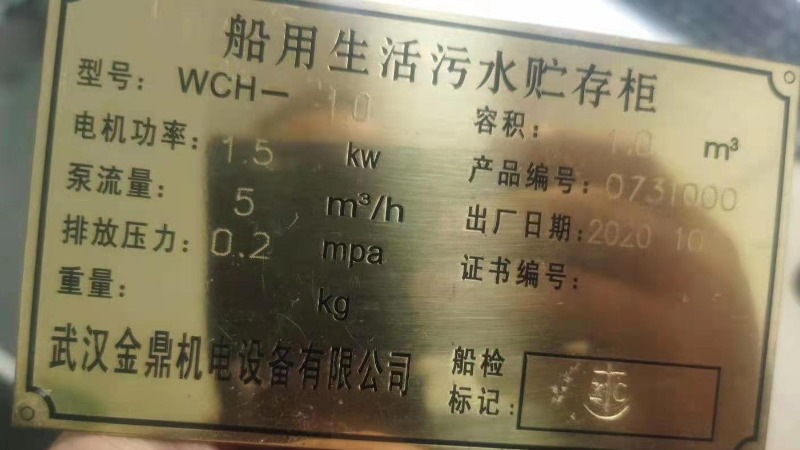 船用生活污水贮存柜
型号: WCH-10 容积: 1.0 m³
电机功率: 1.5 kw 产品编号: 0731000
泵流量: 5 m³/h 出厂日期: 2020 10
排放压力: 0.2 mpa 证书编号:
重量: kg
武汉金鼎机电设备有限公司 船检标记: ZC